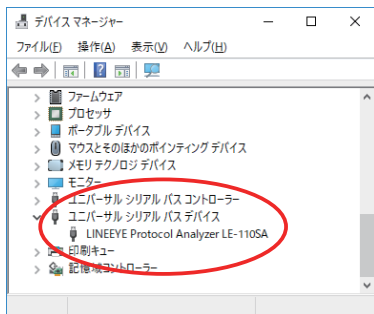 デバイス マネージャー
ファイル(F) 操作(A) 表示(V) ヘルプ(H)
ファームウェア
プロセッサ
ポータブル デバイス
マウスとそのほかのポインティング デバイス
メモリ テクノロジ デバイス
モニター
ユニバーサル シリアル バス コントローラー
ユニバーサル シリアル バス デバイス
LINEEYE Protocol Analyzer LE-110SA
印刷キュー
記憶域コントローラー